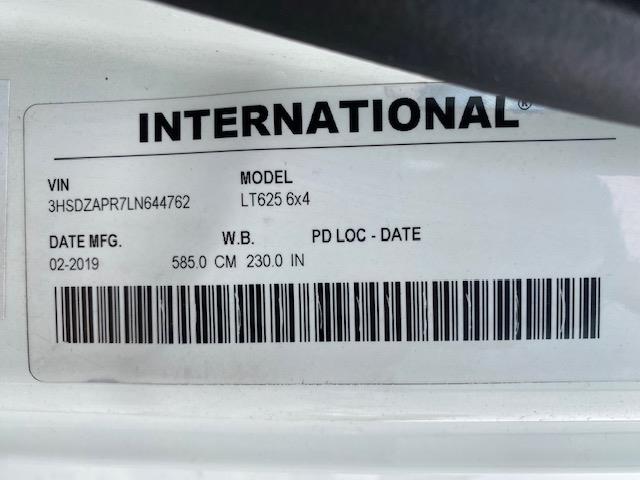 INTERNATIONAL®
VIN MODEL
3HSDZAPR7LN644762 LT625 6x4
DATE MFG. W.B. PD LOC - DATE
02-2019 585.0 CM 230.0 IN